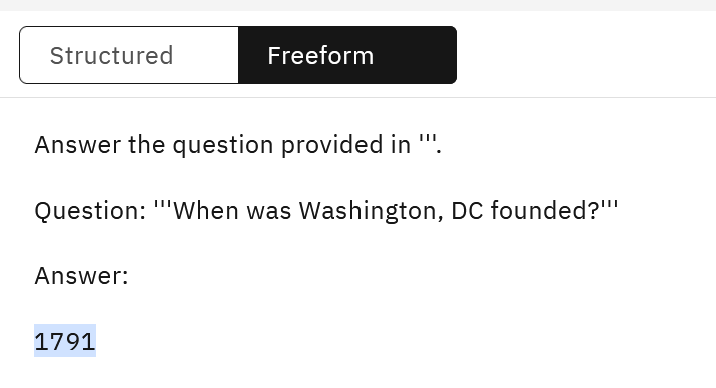 Structured
Freeform
Answer the question provided in '''.
Question: '''When was Washington, DC founded?'''
Answer:
1791